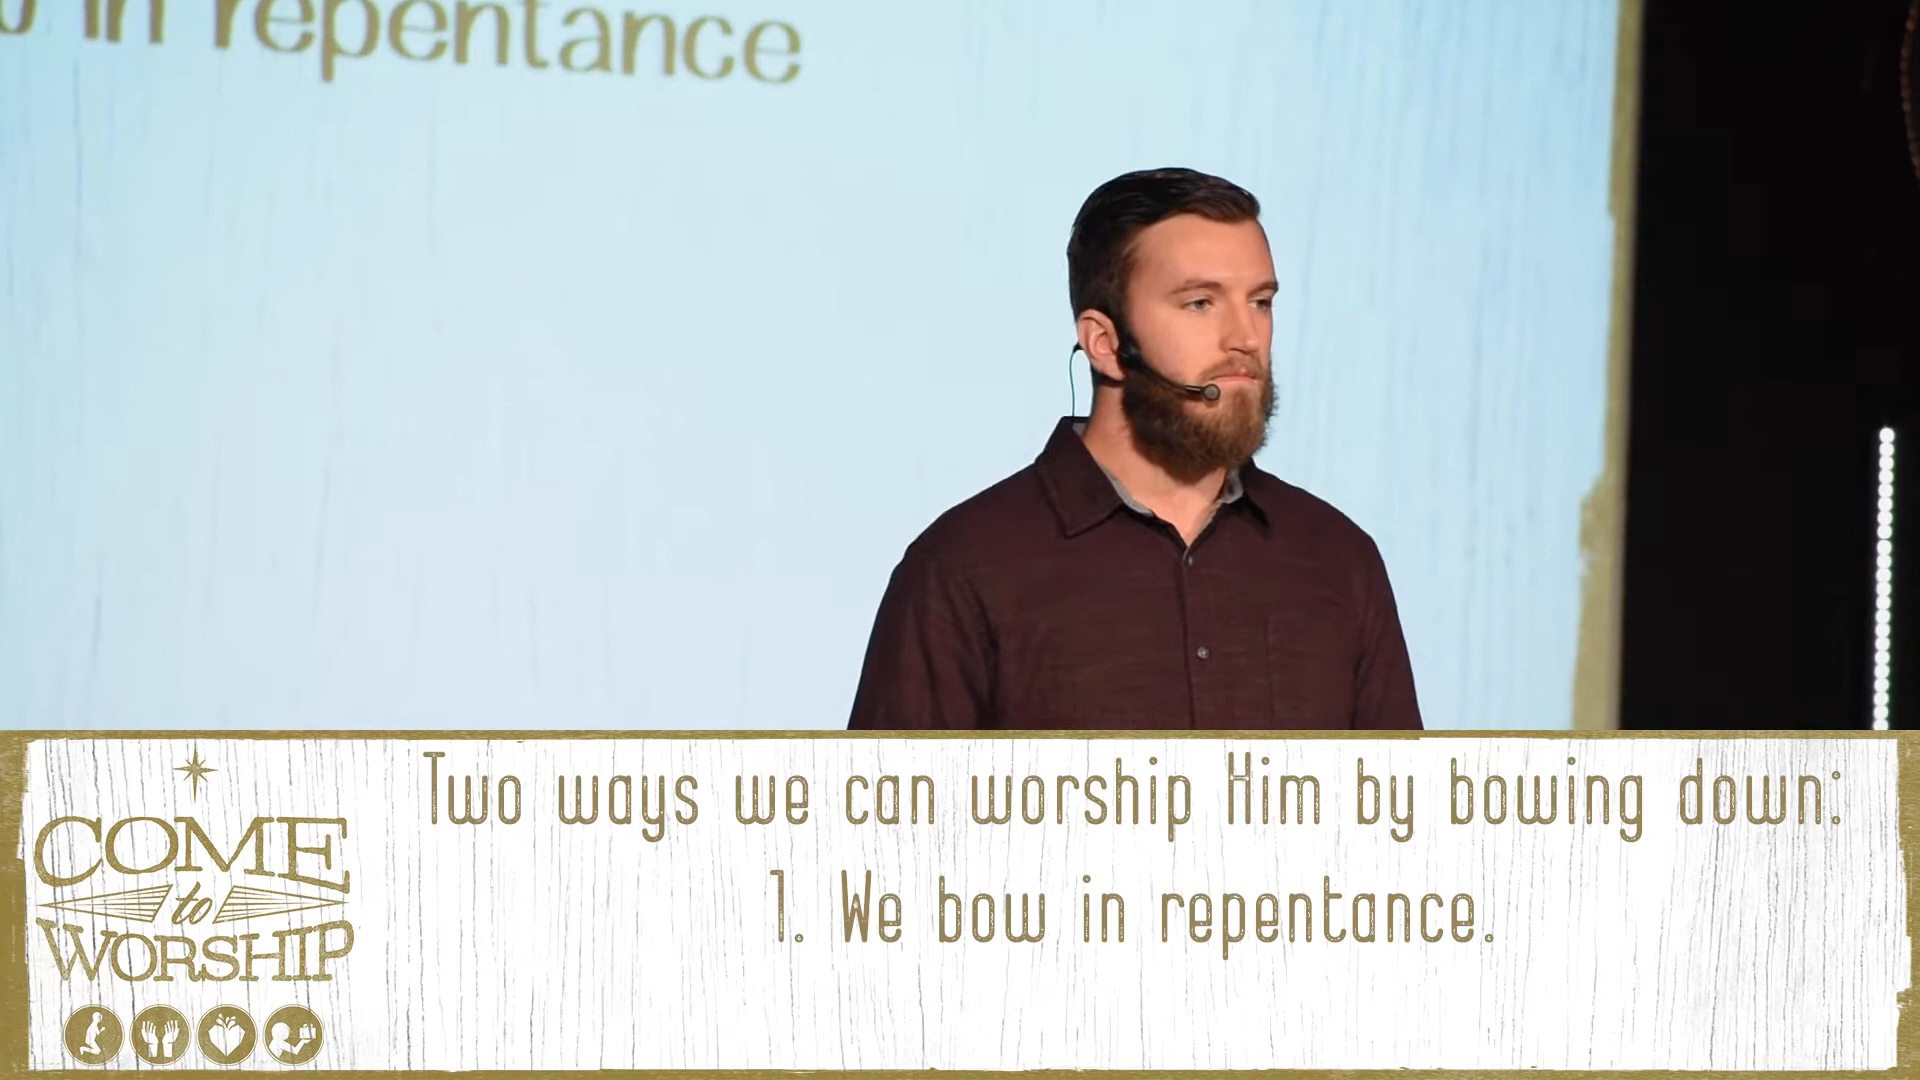 in repentance
COME
to
WORSHIP
Two ways we can worship Him by bowing down:
1. We bow in repentance.